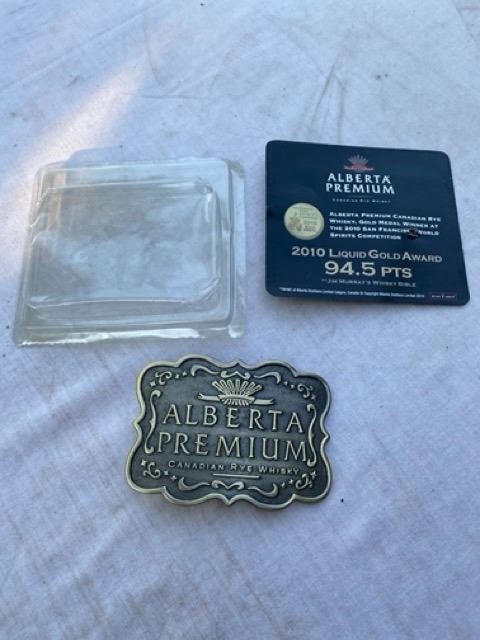 ALBERTA
PREMIUM
CANADIAN RYE WHISKY
ALBERTA PREMIUM CANADIAN RYE
WHISKY, GOLD MEDAL WINNER AT
THE 2010 SAN FRANCISCO WORLD
SPIRITS COMPETITION
2010 LIQUID GOLD AWARD
94.5 PTS
JIM MURRAY'S WHISKY BIBLE
ALBERTA
PREMIUM
CANADIAN RYE WHISKY